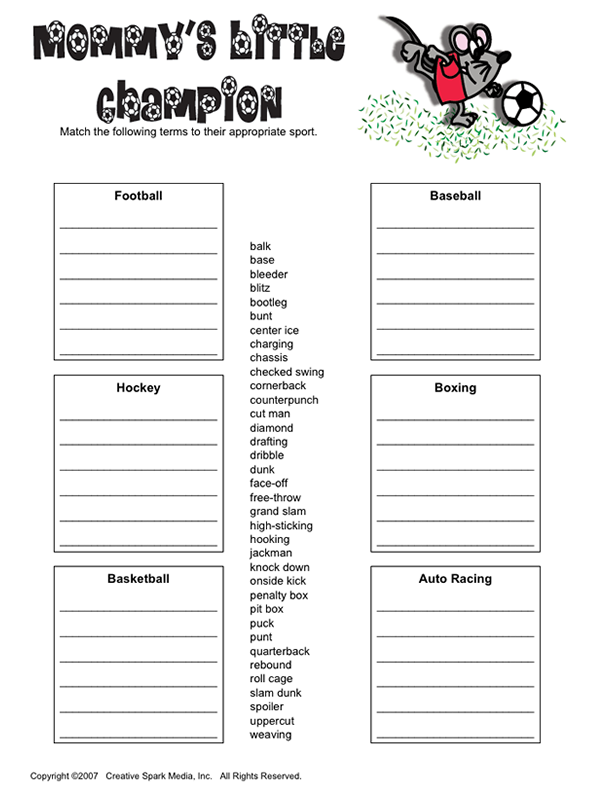 Mommy's Little
Champion
Match the following terms to their appropriate sport.
Football
Baseball
balk
base
bleeder
blitz
bootleg
bunt
center ice
charging
chassis
checked swing
cornerback
counterpunch
cut man
diamond
drafting
dribble
dunk
face-off
free-throw
grand slam
high-sticking
hooking
jackman
knock down
onside kick
penalty box
pit box
puck
punt
quarterback
rebound
roll cage
slam dunk
spoiler
uppercut
weaving
Hockey
Boxing
Basketball
Auto Racing
Copyright ©2007 Creative Spark Media, Inc. All Rights Reserved.